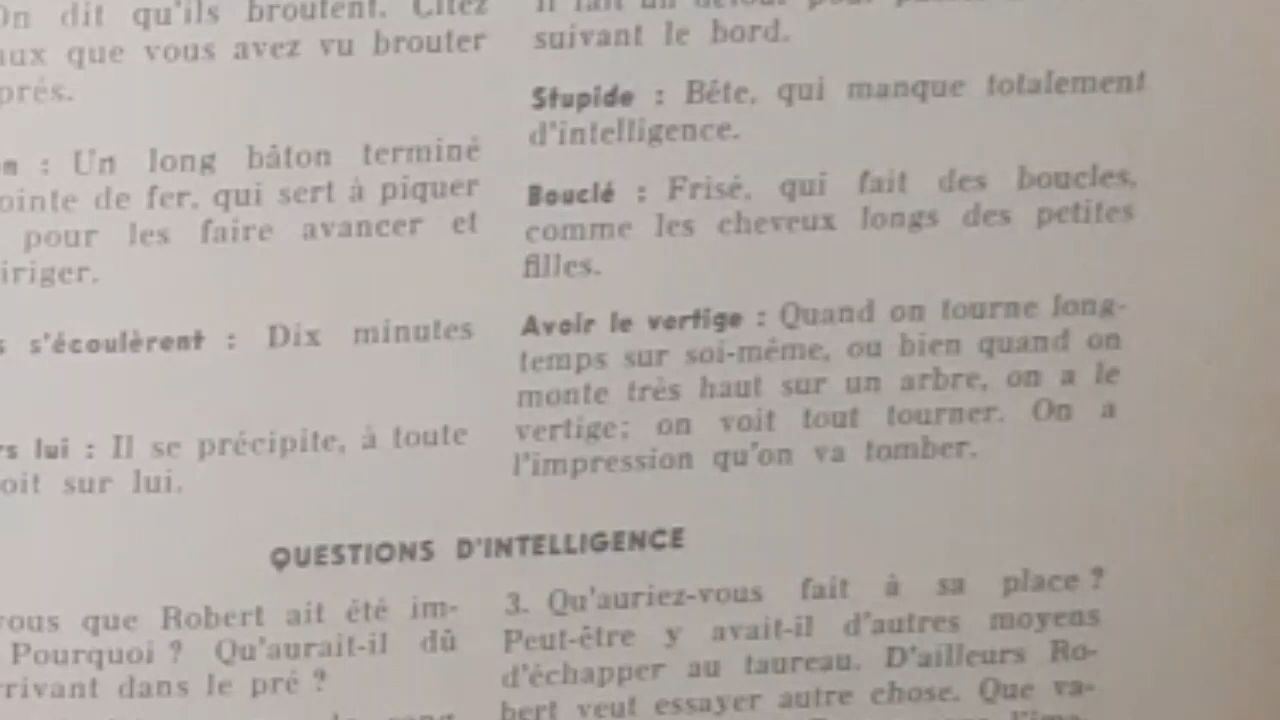 On dit qu'ils broutent. Citez
aux que vous avez vu brouter
prés.
Un long bâton terminé
ointe de fer, qui sert à piquer
pour les faire avancer et
iriger.
s s'écoulèrent : Dix minutes
rs lui : Il se précipite, à toute
oit sur lui.
suivant le bord.
Stupide : Bête, qui manque totalement
d'intelligence.
Bouclé : Frisé, qui fait des boucles,
comme les cheveux longs des petites
filles.
Avoir le vertige : Quand on tourne long-
temps sur soi-même, ou bien quand on
monte très haut sur un arbre, on a le
vertige; on voit tout tourner. On a
l'impression qu'on va tomber.
QUESTIONS D'INTELLIGENCE
vous que Robert ait été im-
Pourquoi ? Qu'aurait-il dû
rrivant dans le pré ?
3. Qu'auriez-vous fait à sa place ?
Peut-être y avait-il d'autres moyens
d'échapper au taureau. D'ailleurs Ro-
bert veut essayer autre chose. Que va-